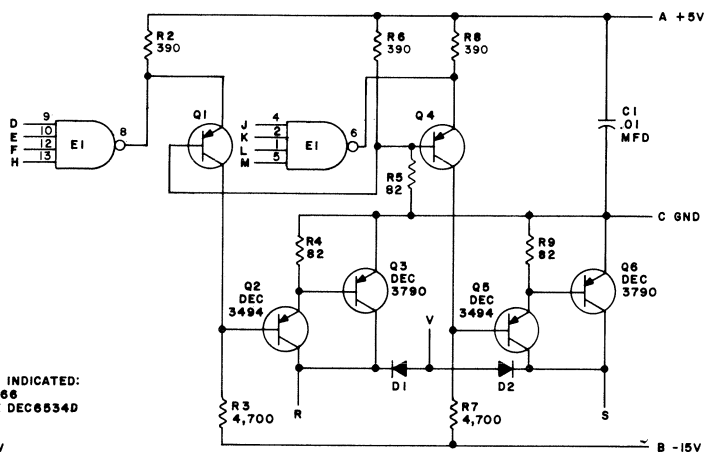 A +5V
R2
390
R6
390
R8
390
D 9
E 10
F 12
H 13
E1
8
Q1
J 4
K 2
L 1
M 5
E1
6
Q4
C1
.01
MFD
R5
82
C GND
R4
82
R9
82
Q3
DEC
3790
Q6
DEC
3790
Q2
DEC
3494
Q5
DEC
3494
V
INDICATED:
66
DEC6534D
D1
D2
R
S
R3
4,700
R7
4,700
B -15V